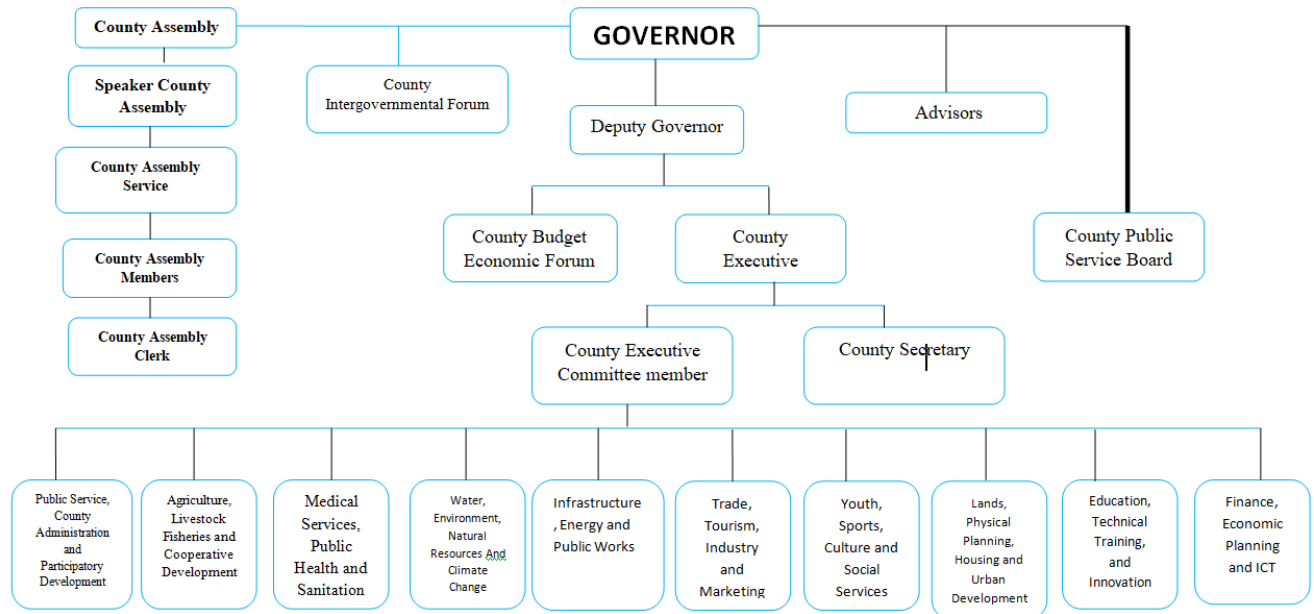 County Assembly
GOVERNOR
Speaker County
Assembly
County
Intergovernmental Forum
Deputy Governor
Advisors
County Assembly
Service
County Budget
Economic Forum
County
Executive
County Public
Service Board
County Assembly
Members
County Assembly
Clerk
County Executive
Committee member
County Secretary
Public Service,
County
Administration
and
Participatory
Development
Agriculture,
Livestock
Fisheries and
Cooperative
Development
Medical
Services,
Public
Health and
Sanitation
Water,
Environment,
Natural
Resources And
Climate
Change
Infrastructure
, Energy and
Public Works
Trade,
Tourism,
Industry
and
Marketing
Youth,
Sports,
Culture and
Social
Services
Lands,
Physical
Planning,
Housing and
Urban
Development
Education,
Technical
Training,
and
Innovation
Finance,
Economic
Planning
and ICT